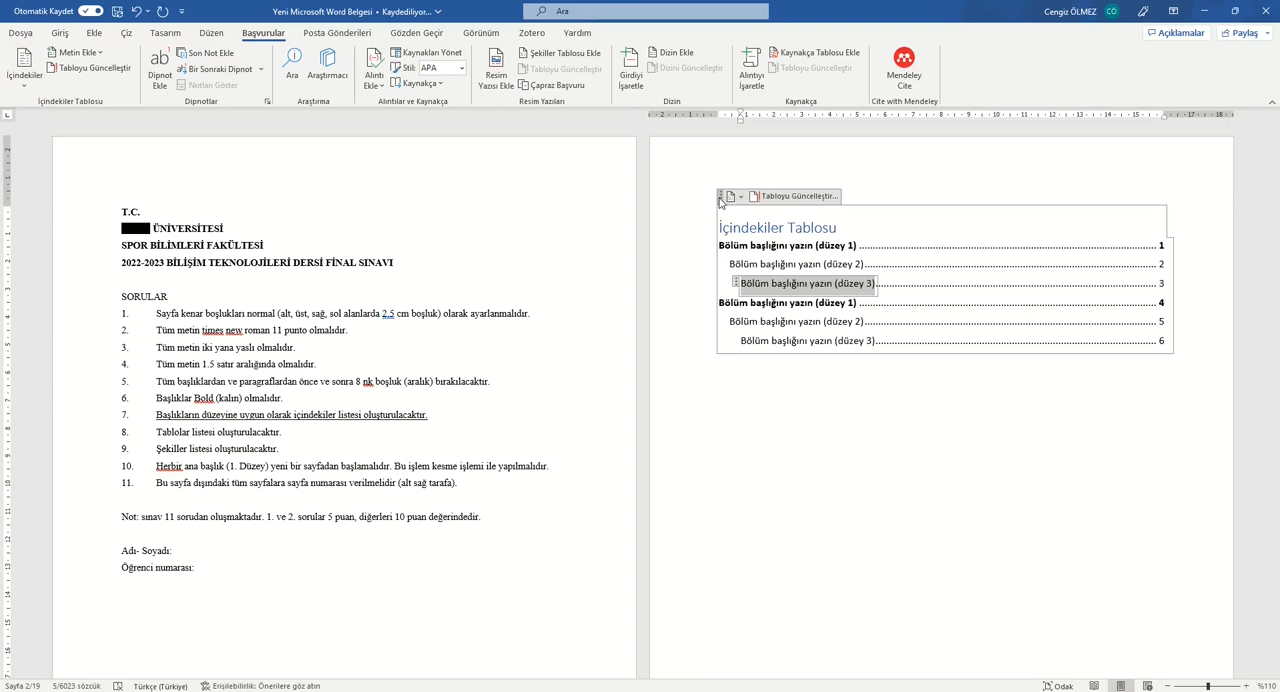 Otomatik Kaydet
Yeni Microsoft Word Belgesi • Kaydediliyor...
Ara
Cengiz ÖLMEZ CÖ
Dosya Giriş Ekle Çiz Tasarım Düzen Başvurular Posta Gönderileri Gözden Geçir Görünüm Zotero Yardım
Açıklamalar Paylaş
İçindekiler
Metin Ekle
Tabloyu Güncelleştir
İçindekiler Tablosu
ab
Dipnot Ekle
Son Not Ekle
Bir Sonraki Dipnot
Notları Göster
Dipnotlar
Ara
Araştırmacı
Araştırma
Alıntı Ekle
Kaynakları Yönet
Stil: APA
Kaynakça
Alıntılar ve Kaynakça
Resim Yazısı Ekle
Şekiller Tablosu Ekle
Tabloyu Güncelleştir
Çapraz Başvuru
Resim Yazıları
Girdiyi İşaretle
Dizin Ekle
Dizini Güncelleştir
Dizin
Alıntıyı İşaretle
Kaynakça Tablosu Ekle
Tabloyu Güncelleştir
Kaynakça
Mendeley Cite
Cite with Mendeley
T.C.
ÜNİVERSİTESİ
SPOR BİLİMLERİ FAKÜLTESİ
2022-2023 BİLİŞİM TEKNOLOJİLERİ DERSİ FİNAL SINAVI
SORULAR
1. Sayfa kenar boşlukları normal (alt, üst, sağ, sol alanlarda 2,5 cm boşluk) olarak ayarlanmalıdır.
2. Tüm metin times new roman 11 punto olmalıdır.
3. Tüm metin iki yana yaslı olmalıdır.
4. Tüm metin 1.5 satır aralığında olmalıdır.
5. Tüm başlıklardan ve paragraflardan önce ve sonra 8 nk boşluk (aralık) bırakılacaktır.
6. Başlıklar Bold (kalın) olmalıdır.
7. Başlıkların düzeyine uygun olarak içindekiler listesi oluşturulacaktır.
8. Tablolar listesi oluşturulacaktır.
9. Şekiller listesi oluşturulacaktır.
10. Herbir ana başlık (1. Düzey) yeni bir sayfadan başlamalıdır. Bu işlem kesme işlemi ile yapılmalıdır.
11. Bu sayfa dışındaki tüm sayfalara sayfa numarası verilmelidir (alt sağ tarafa).
Not: sınav 11 sorudan oluşmaktadır. 1. ve 2. sorular 5 puan, diğerleri 10 puan değerindedir.
Adı- Soyadı:
Öğrenci numarası:
Tabloyu Güncelleştir...
İçindekiler Tablosu
Bölüm başlığını yazın (düzey 1) 1
Bölüm başlığını yazın (düzey 2) 2
Bölüm başlığını yazın (düzey 3) 3
Bölüm başlığını yazın (düzey 1) 4
Bölüm başlığını yazın (düzey 2) 5
Bölüm başlığını yazın (düzey 3) 6
Sayfa 2/19 5/6023 sözcük Türkçe (Türkiye) Erişilebilirlik: Önerilere göz atın
Odak
%110